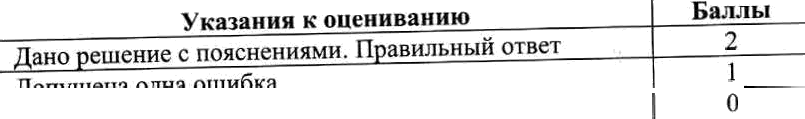 Указания к оцениванию Баллы
Дано решение с пояснениями. Правильный ответ 2
Допущена одна ошибка 1
0